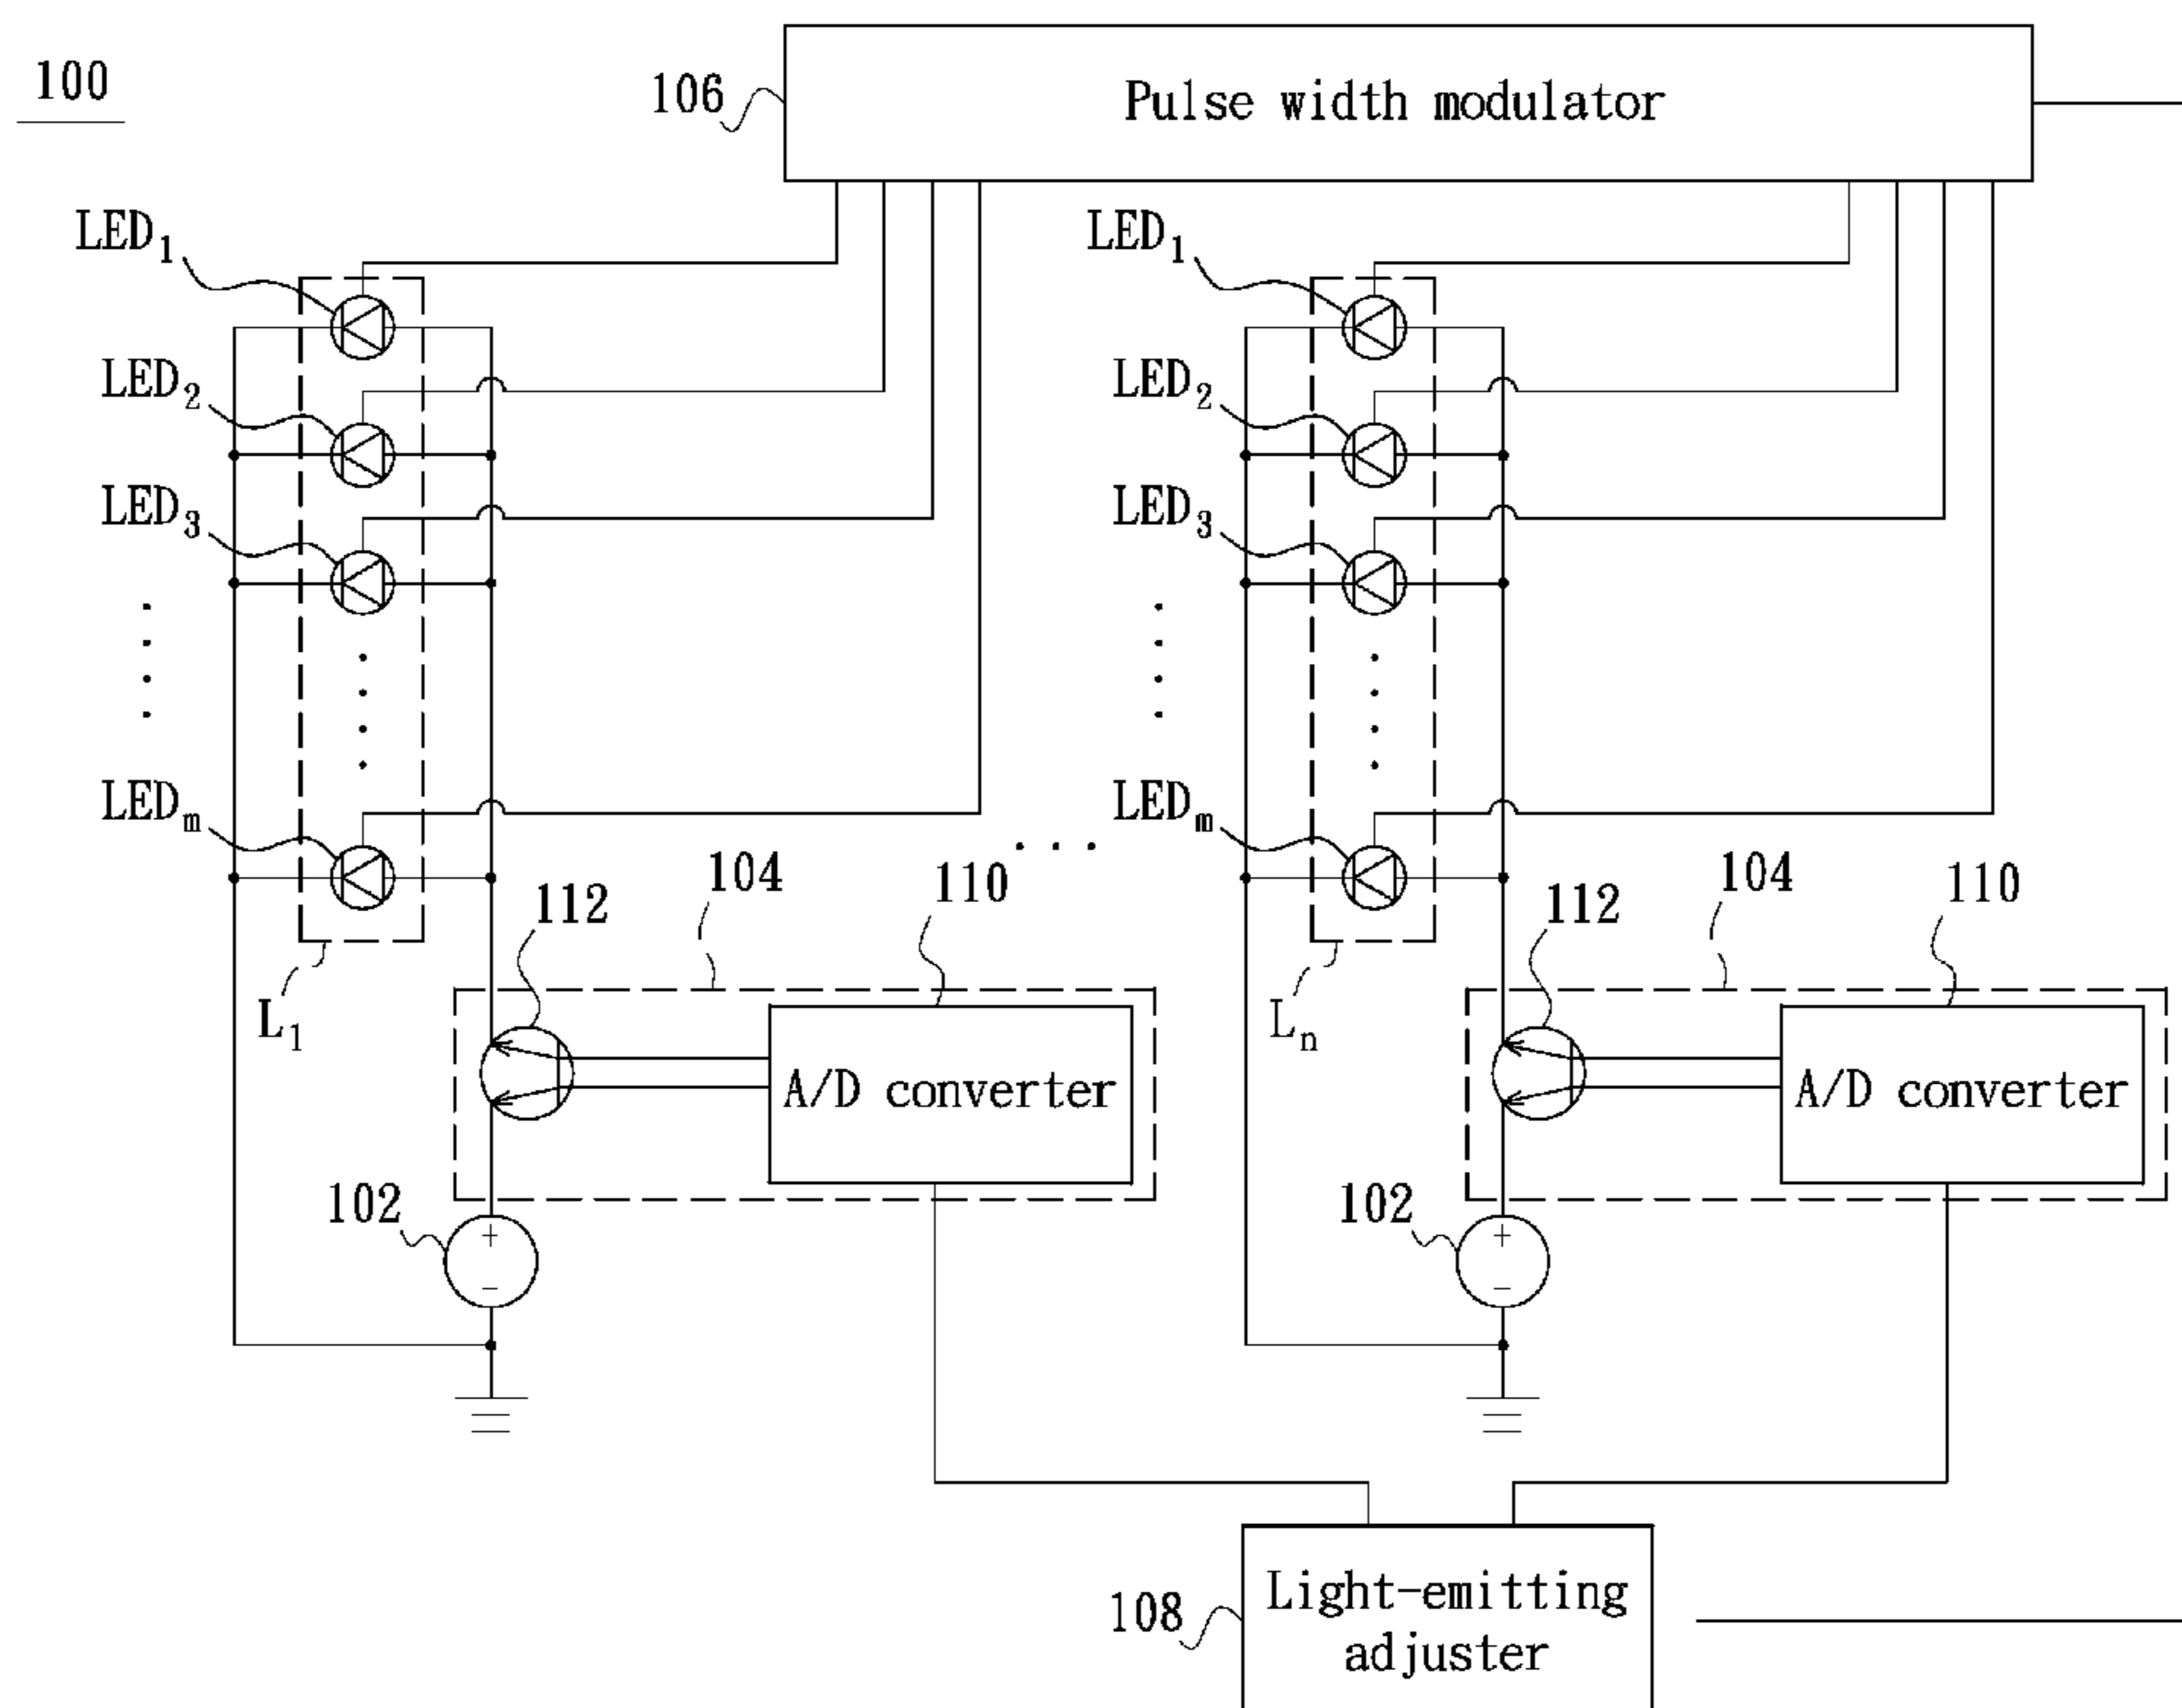 100
106
Pulse width modulator
LED1
LED1
LED2
LED2
LED3
LED3
LEDm
LEDm
104
110
104
110
112
112
L1
Ln
A/D converter
A/D converter
102
102
+
+
−
−
108
Light-emitting
adjuster